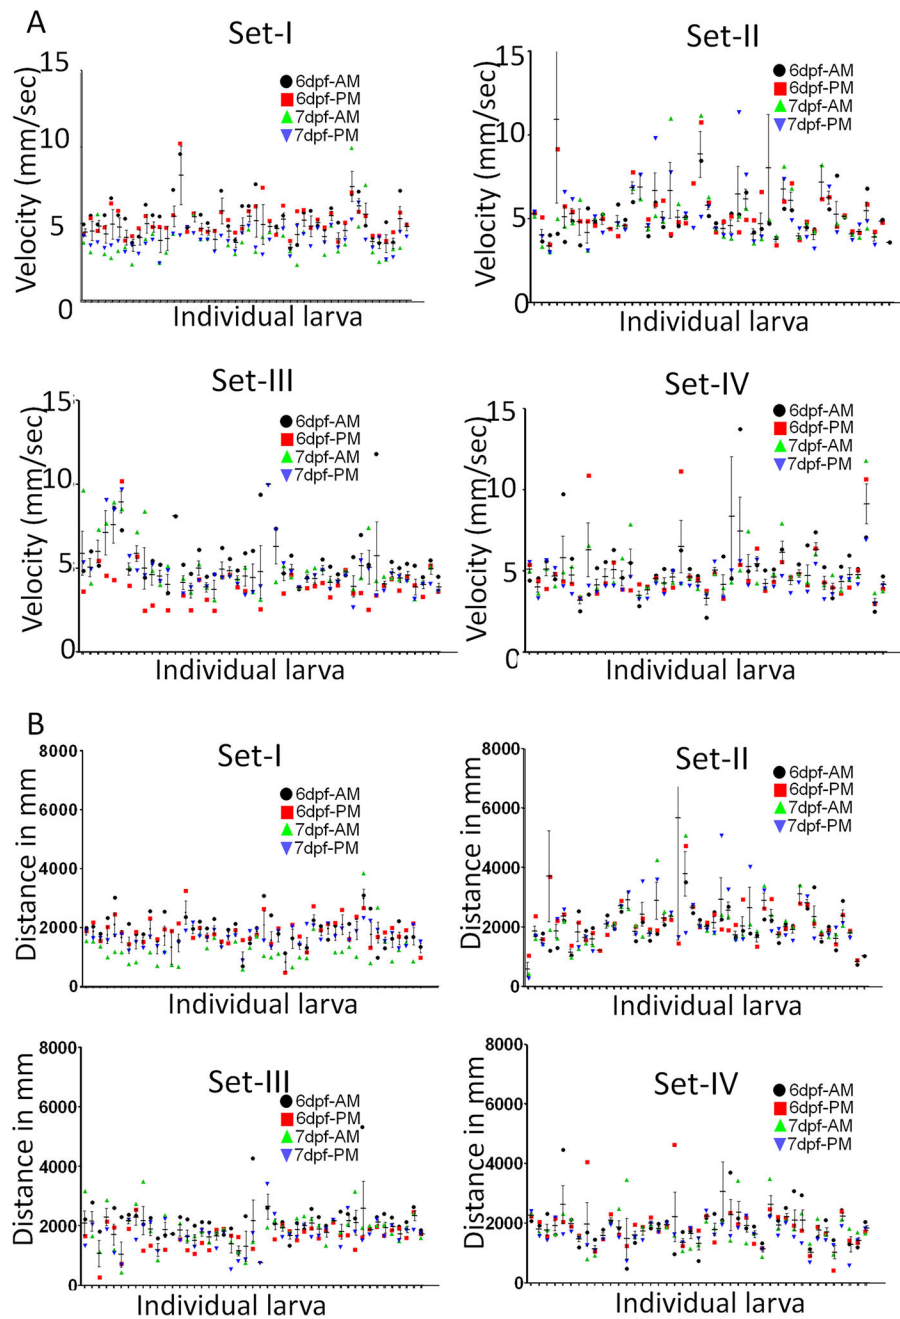 A
Set-I
Velocity (mm/sec)
15
10
5
0
6dpf-AM
6dpf-PM
7dpf-AM
7dpf-PM
Individual larva
Set-II
Velocity (mm/sec)
15
10
5
0
6dpf-AM
6dpf-PM
7dpf-AM
7dpf-PM
Individual larva
Set-III
Velocity (mm/sec)
15
10
5
0
6dpf-AM
6dpf-PM
7dpf-AM
7dpf-PM
Individual larva
Set-IV
Velocity (mm/sec)
15
10
5
0
6dpf-AM
6dpf-PM
7dpf-AM
7dpf-PM
Individual larva
B
Set-I
Distance in mm
8000
6000
4000
2000
0
6dpf-AM
6dpf-PM
7dpf-AM
7dpf-PM
Individual larva
Set-II
Distance in mm
8000
6000
4000
2000
0
6dpf-AM
6dpf-PM
7dpf-AM
7dpf-PM
Individual larva
Set-III
Distance in mm
8000
6000
4000
2000
0
6dpf-AM
6dpf-PM
7dpf-AM
7dpf-PM
Individual larva
Set-IV
Distance in mm
8000
6000
4000
2000
0
6dpf-AM
6dpf-PM
7dpf-AM
7dpf-PM
Individual larva